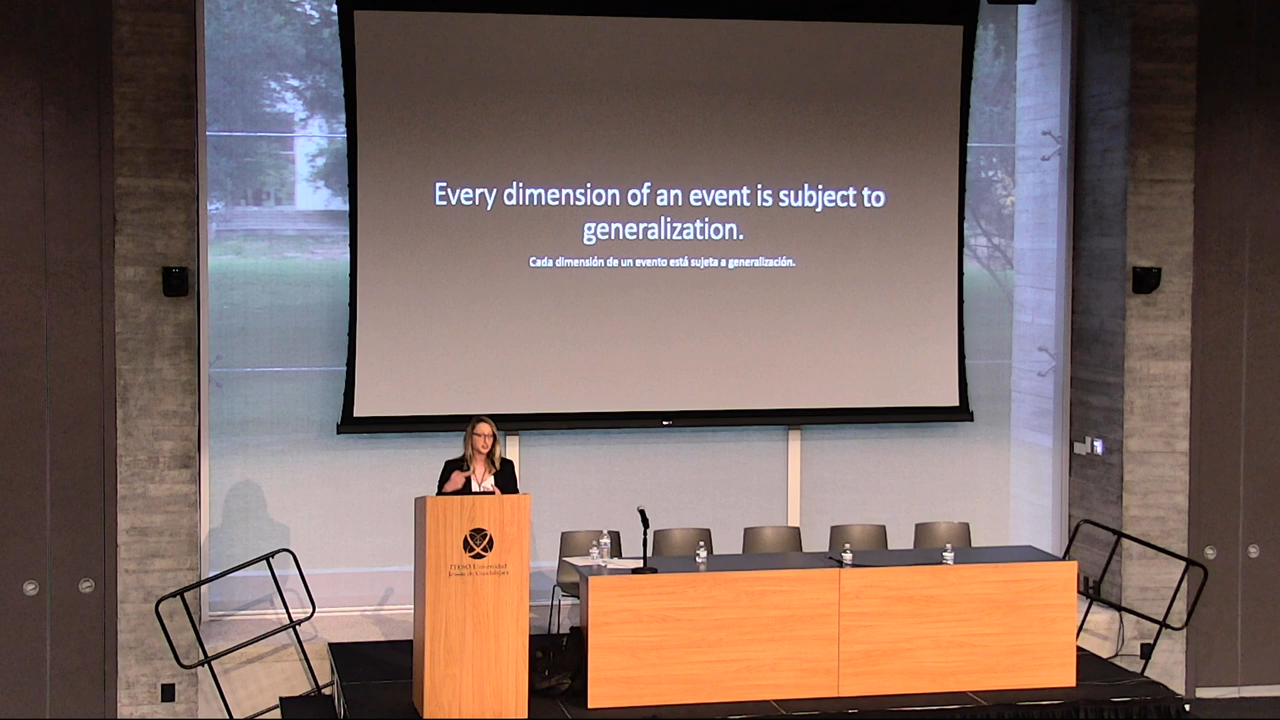 Every dimension of an event is subject to
generalization.
Cada dimensión de un evento está sujeta a generalización.
ITESO Universidad
Jesuita de Guadalajara